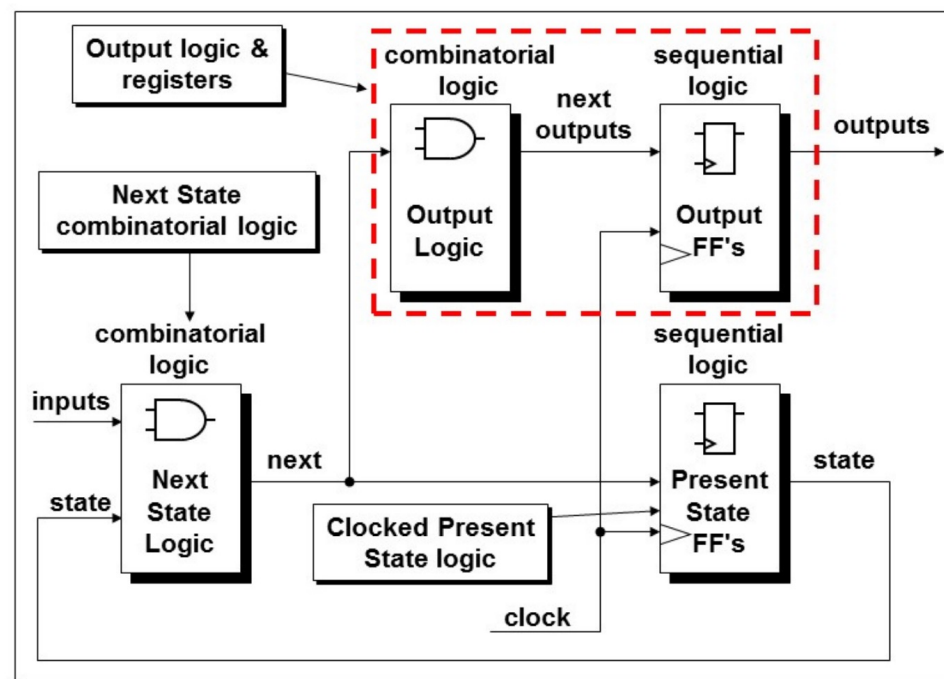 Output logic &
registers
combinatorial
logic
sequential
logic
next
outputs
outputs
Output
Logic
Output
FF's
Next State
combinatorial logic
combinatorial
logic
sequential
logic
inputs
state
Next
State
Logic
next
Clocked Present
State logic
Present
State
FF's
state
clock